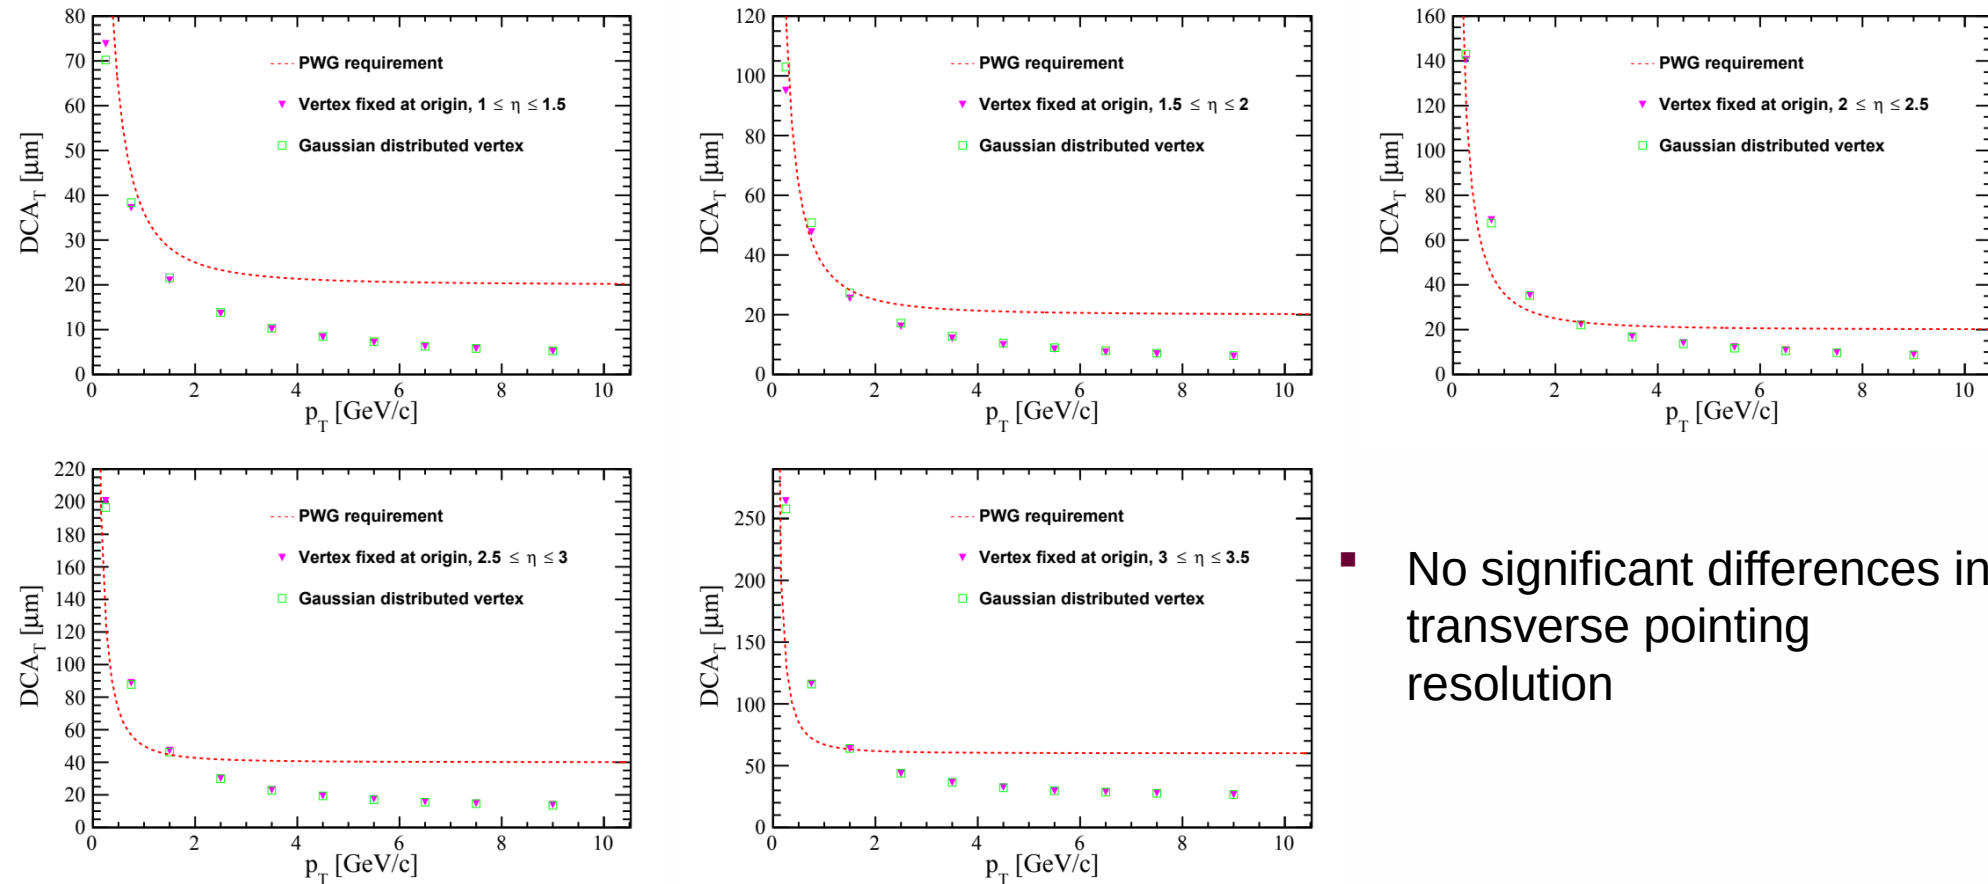 80
70
60
50
40
30
20
10
0
DCA_T [μm]
PWG requirement
Vertex fixed at origin, 1 ≤ η ≤ 1.5
Gaussian distributed vertex
0 2 4 6 8 10
p_T [GeV/c]
120
100
80
60
40
20
0
DCA_T [μm]
PWG requirement
Vertex fixed at origin, 1.5 ≤ η ≤ 2
Gaussian distributed vertex
0 2 4 6 8 10
p_T [GeV/c]
160
140
120
100
80
60
40
20
0
DCA_T [μm]
PWG requirement
Vertex fixed at origin, 2 ≤ η ≤ 2.5
Gaussian distributed vertex
0 2 4 6 8 10
p_T [GeV/c]
220
200
180
160
140
120
100
80
60
40
20
0
DCA_T [μm]
PWG requirement
Vertex fixed at origin, 2.5 ≤ η ≤ 3
Gaussian distributed vertex
0 2 4 6 8 10
p_T [GeV/c]
250
200
150
100
50
0
DCA_T [μm]
PWG requirement
Vertex fixed at origin, 3 ≤ η ≤ 3.5
Gaussian distributed vertex
0 2 4 6 8 10
p_T [GeV/c]
▪ No significant differences in
transverse pointing
resolution